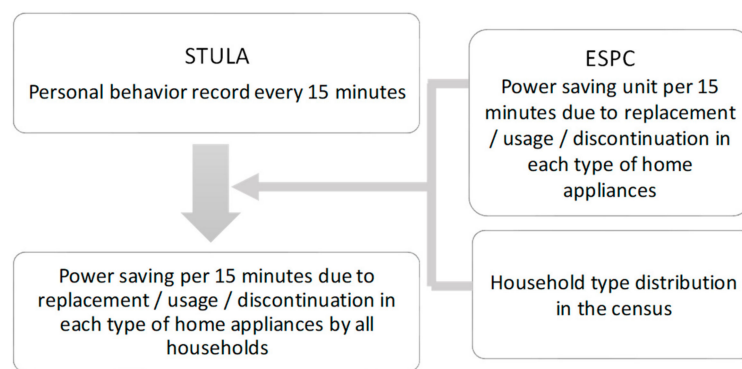 STULA
Personal behavior record every 15 minutes
ESPC
Power saving unit per 15
minutes due to replacement
/ usage / discontinuation in
each type of home
appliances
Power saving per 15 minutes due to
replacement / usage / discontinuation in
each type of home appliances by all
households
Household type distribution
in the census